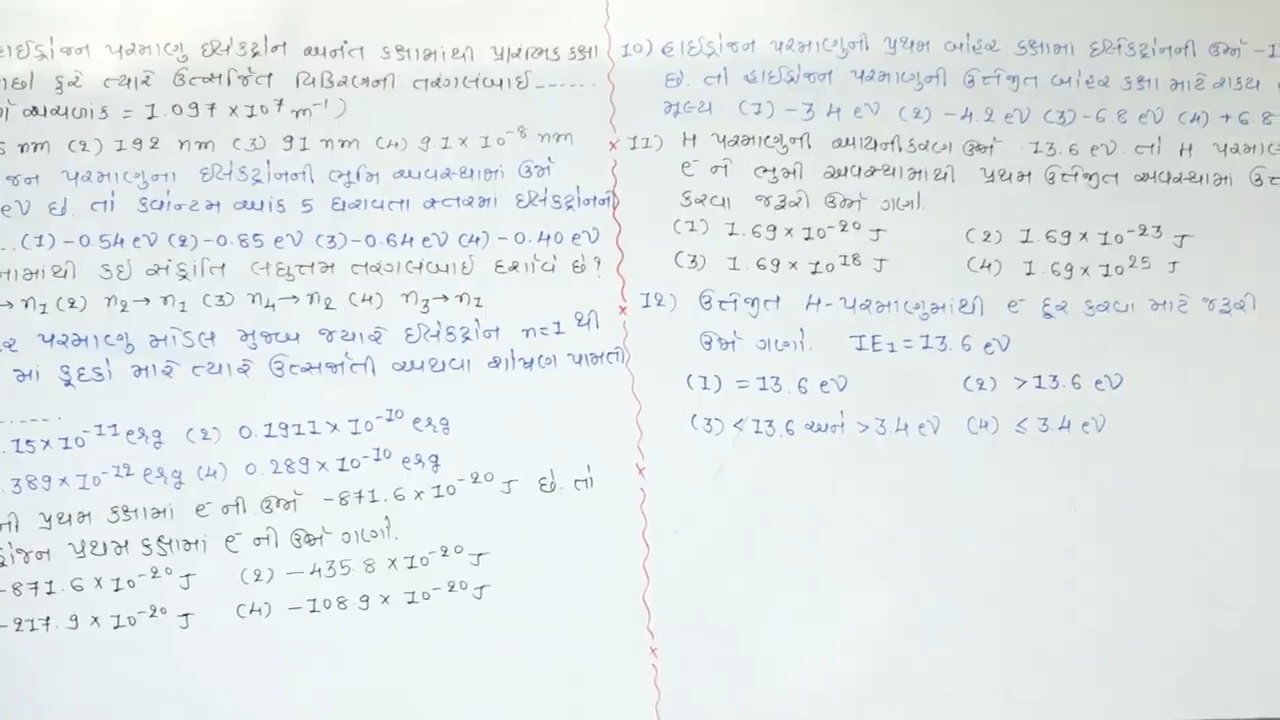 હાઈડ્રોજન પરમાણુ ઈલેક્ટ્રોન અનંત કક્ષામાંથી પ્રારંભિક કક્ષા
પાછો ફરે ત્યારે ઉત્સર્જિત વિકિરણની તરંગલંબાઈ ......
અચળાંક = 1.097 × 10⁷ m⁻¹)
nm (2) 192 nm (3) 91 nm (4) 9.1 × 10⁻⁸ nm
જન પરમાણુના ઈલેક્ટ્રોનની ભૂમિ અવસ્થામાં ઉર્જા
eV છે. તો ક્વોન્ટમ આંક 5 ધરાવતા સ્તરમાં ઈલેક્ટ્રોનની
..(1) -0.54 eV (2) -0.85 eV (3) -0.64 eV (4) -0.40 eV
નામાંથી કઈ સંક્રાંતિ લઘુત્તમ તરંગલંબાઈ દર્શાવે છે?
→ n₁ (2) n₂ → n₁ (3) n₄ → n₂ (4) n₃ → n₁
પરમાણુ મોડલ મુજબ જ્યારે ઈલેક્ટ્રોન n=1 થી
માં કૂદકો મારે ત્યારે ઉત્સર્જતી અથવા શોષણ પામતી
......
.15 × 10⁻¹¹ erg (2) 0.1911 × 10⁻¹⁰ erg
.389 × 10⁻¹² erg (4) 0.289 × 10⁻¹⁰ erg
ની પ્રથમ કક્ષામાં e⁻ ની ઉર્જા -871.6 × 10⁻²⁰ J છે. તો
ડ્રોજન પ્રથમ કક્ષામાં e⁻ ની ઉર્જા ગણો.
-871.6 × 10⁻²⁰ J (2) -435.8 × 10⁻²⁰ J
-217.9 × 10⁻²⁰ J (4) -108.9 × 10⁻²⁰ J
10) હાઈડ્રોજન પરમાણુની પ્રથમ બોહર કક્ષામા ઈલેક્ટ્રોનની ઉર્જા -1
છે. તો હાઈડ્રોજન પરમાણુની ઉત્તેજીત બોહર કક્ષા માટે શક્ય
મૂલ્ય (1) -3.4 eV (2) -4.2 eV (3) -6.8 eV (4) +6.8
11) H પરમાણુની આયનીકરણ ઉર્જા 13.6 eV. તો H પરમાણ
e⁻ ને ભુમી અવસ્થામાથી પ્રથમ ઉત્તેજીત અવસ્થામા ઉત્તે
કરવા જરૂરી ઉર્જા ગણો.
(1) 1.69 × 10⁻²⁰ J (2) 1.69 × 10⁻²³ J
(3) 1.69 × 10¹⁸ J (4) 1.69 × 10²⁵ J
12) ઉત્તેજીત H-પરમાણુમાંથી e⁻ દૂર કરવા માટે જરૂરી
ઉર્જા ગણો. IE₁ = 13.6 eV
(1) = 13.6 eV (2) > 13.6 eV
(3) < 13.6 અને > 3.4 eV (4) ≤ 3.4 eV